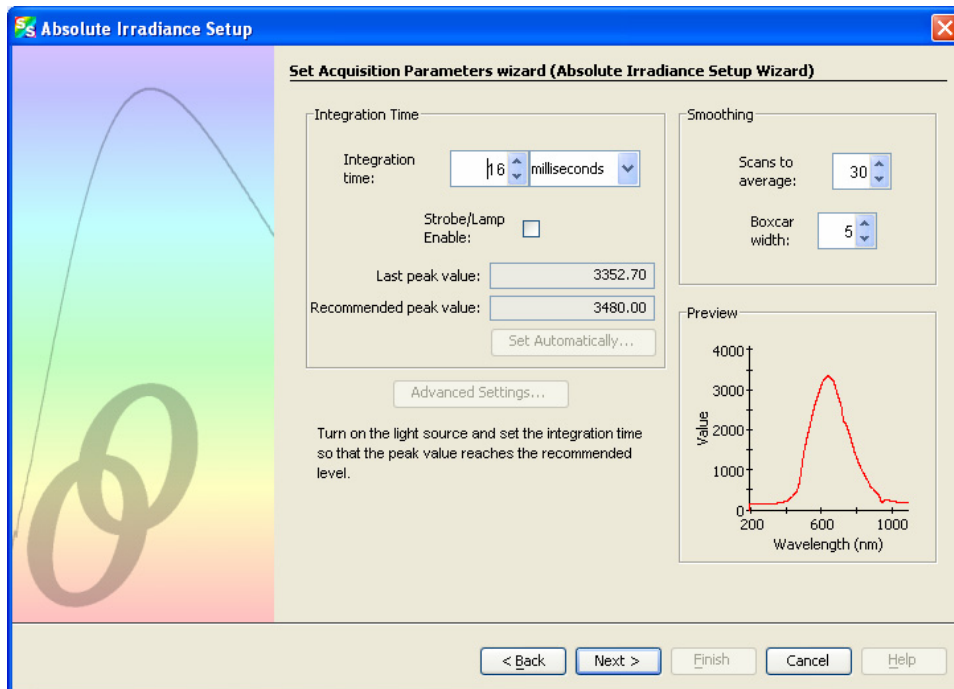 Absolute Irradiance Setup
Set Acquisition Parameters wizard (Absolute Irradiance Setup Wizard)
Integration Time
Integration time:
16
milliseconds
Strobe/Lamp Enable:
Last peak value:
3352.70
Recommended peak value:
3480.00
Set Automatically...
Advanced Settings...
Turn on the light source and set the integration time
so that the peak value reaches the recommended
level.
Smoothing
Scans to average:
30
Boxcar width:
5
Preview
4000
3000
2000
1000
0
Value
200
600
1000
Wavelength (nm)
< Back
Next >
Finish
Cancel
Help